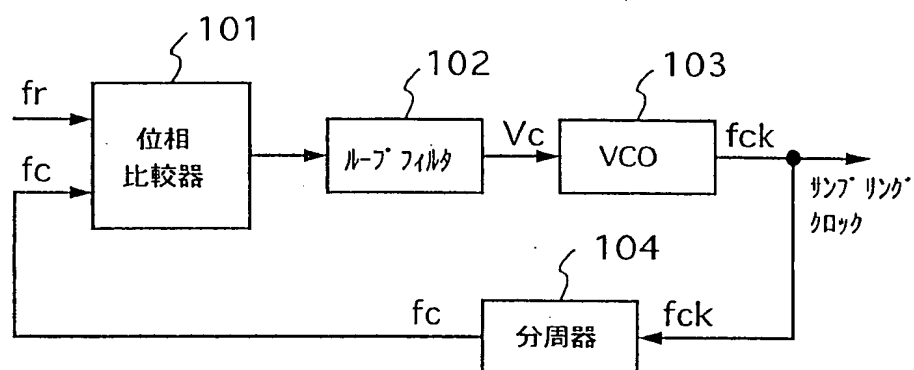 101
102
103
fr
fc
位相
比較器
ﾙｰﾌﾟﾌｨﾙﾀ
Vc
VCO
fck
ｻﾝﾌﾟﾘﾝｸﾞ
ｸﾛｯｸ
104
fc
分周器
fck